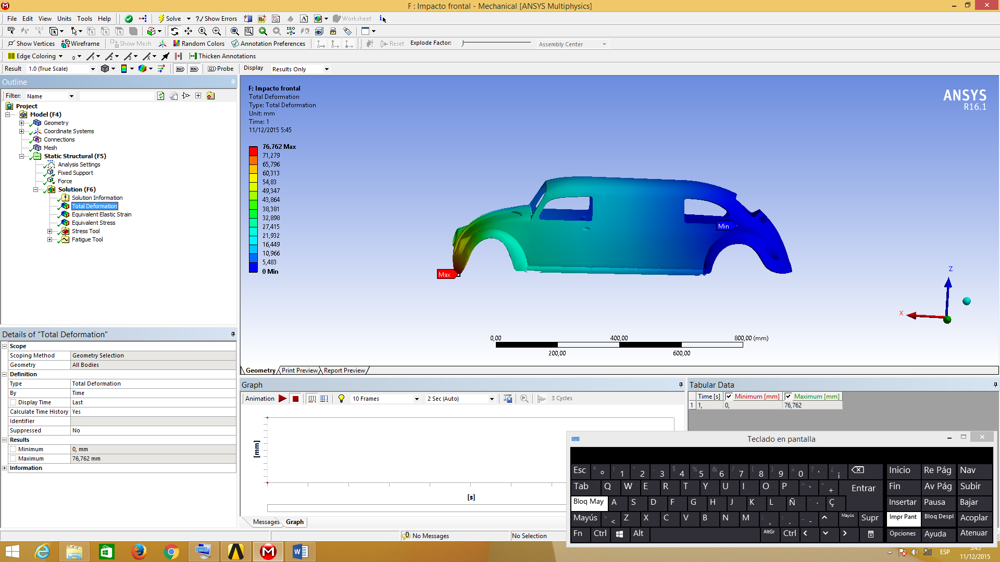 F : Impacto frontal - Mechanical [ANSYS Multiphysics]
File Edit View Units Tools Help Solve ?/ Show Errors Worksheet
Show Vertices Wireframe Show Mesh Random Colors Annotation Preferences Reset Explode Factor: Assembly Center
Edge Coloring Thicken Annotations
Result 1.0 (True Scale) MAX MIN Probe Display Results Only
Outline
Filter: Name
Project
Model (F4)
Geometry
Coordinate Systems
Connections
Mesh
Static Structural (F5)
Analysis Settings
Fixed Support
Force
Solution (F6)
Solution Information
Total Deformation
Equivalent Elastic Strain
Equivalent Stress
Stress Tool
Fatigue Tool
Details of "Total Deformation"
Scope
Scoping Method Geometry Selection
Geometry All Bodies
Definition
Type Total Deformation
By Time
Display Time Last
Calculate Time History Yes
Identifier
Suppressed No
Results
Minimum 0, mm
Maximum 76,762 mm
Information
F: Impacto frontal
Total Deformation
Type: Total Deformation
Unit: mm
Time: 1
11/12/2015 5:45
76,762 Max
71,279
65,796
60,313
54,83
49,347
43,864
38,381
32,898
27,415
21,932
16,449
10,966
5,483
0 Min
ANSYS
R16.1
Min
Max
Z
X
0,00 400,00 800,00 (mm)
200,00 600,00
Geometry Print Preview Report Preview
Graph
Animation 10 Frames 2 Sec (Auto) 3 Cycles
[mm]
[s]
Messages Graph
Tabular Data
Time [s] Minimum [mm] Maximum [mm]
1 1, 0, 76,762
No Messages No Selection
Teclado en pantalla
Esc º 1 2 3 4 5 6 7 8 9 0 ' ¡ Inicio Re Pág Nav
Tab Q W E R T Y U I O P ` + Entrar Fin Av Pág Subir
Bloq May A S D F G H J K L Ñ ´ Ç Insertar Pausa Bajar
Mayús < Z X C V B N M , . - ^ Mayús Supr Impr Pant Bloq Despl Acoplar
Fn Ctrl Alt AltGr Ctrl Opciones Ayuda Atenuar
ESP
11/12/2015